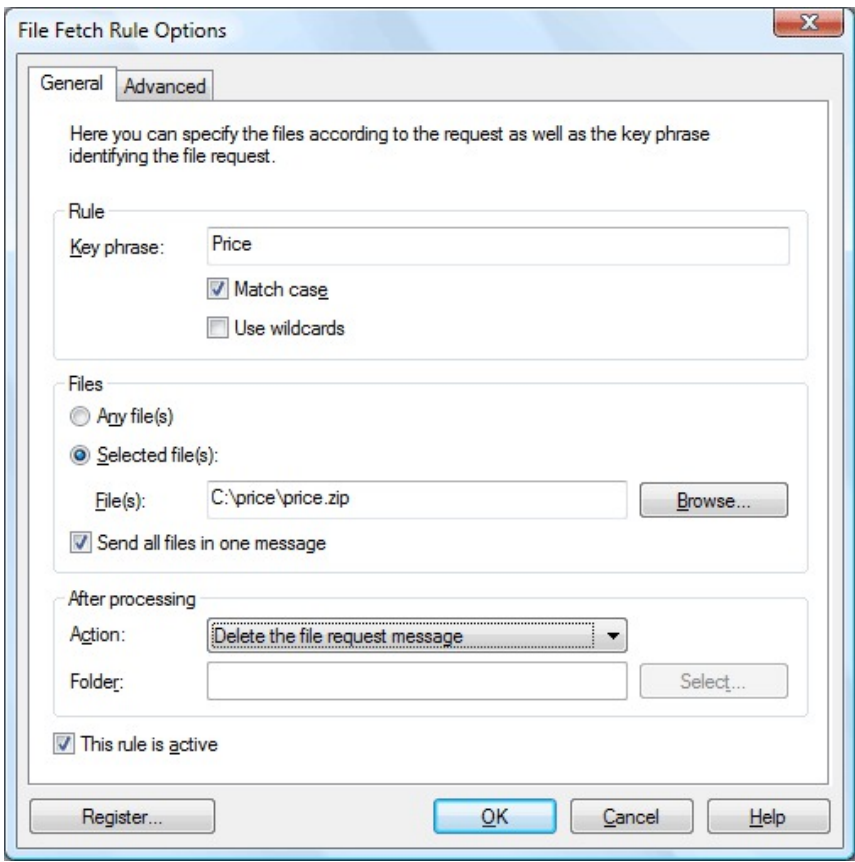 File Fetch Rule Options
General
Advanced
Here you can specify the files according to the request as well as the key phrase
identifying the file request.
Rule
Key phrase:
Price
Match case
Use wildcards
Files
Any file(s)
Selected file(s):
File(s):
C:\price\price.zip
Browse...
Send all files in one message
After processing
Action:
Delete the file request message
Folder:
Select...
This rule is active
Register...
OK
Cancel
Help